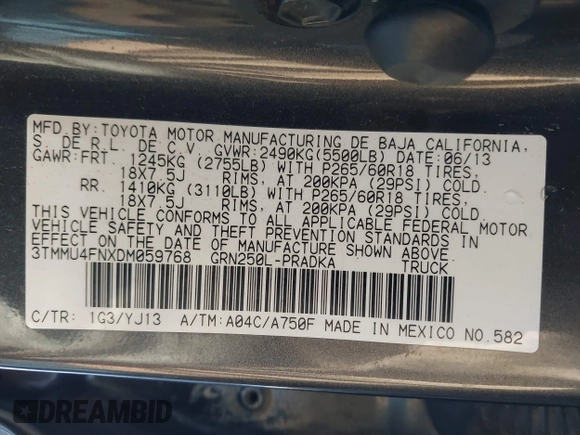 MFD.BY:TOYOTA MOTOR MANUFACTURING DE BAJA CALIFORNIA,
S. DE R.L. DE C.V. GVWR:2490KG(5500LB) DATE:06/13
GAWR:FRT. 1245KG (2755LB) WITH P265/60R18 TIRES,
18X7.5J RIMS, AT 200KPA (29PSI) COLD.
RR. 1410KG (3110LB) WITH P265/60R18 TIRES,
18X7.5J RIMS, AT 200KPA (29PSI) COLD.
THIS VEHICLE CONFORMS TO ALL APPLICABLE FEDERAL MOTOR
VEHICLE SAFETY AND THEFT PREVENTION STANDARDS IN
EFFECT ON THE DATE OF MANUFACTURE SHOWN ABOVE.
3TMMU4FNXDM059768 GRN250L-PRADKA TRUCK
C/TR: 1G3/YJ13 A/TM:A04C/A750F MADE IN MEXICO NO.582
DREAMBID